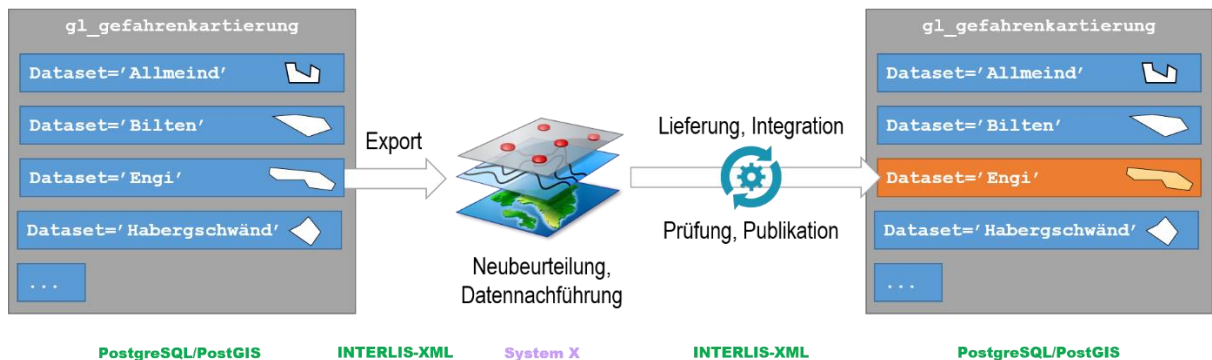 gl_gefahrenkartierung
Dataset='Allmeind'
Dataset='Bilten'
Dataset='Engi'
Dataset='Habergschwänd'
...
Export
Neubeurteilung,
Datennachführung
Lieferung, Integration
Prüfung, Publikation
gl_gefahrenkartierung
Dataset='Allmeind'
Dataset='Bilten'
Dataset='Engi'
Dataset='Habergschwänd'
...
PostgreSQL/PostGIS INTERLIS-XML System X INTERLIS-XML PostgreSQL/PostGIS